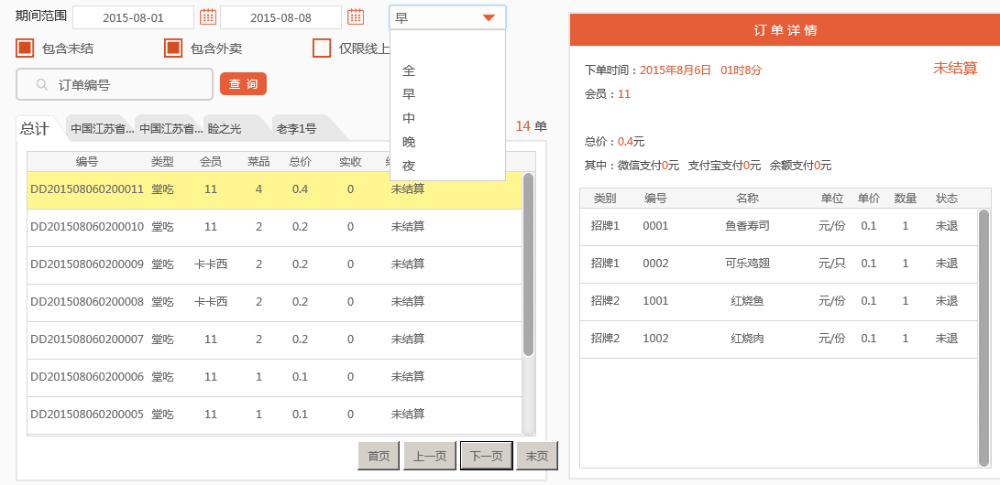 期间范围 2015-08-01 2015-08-08 早
包含未结 包含外卖 仅限线上
全
早
中
晚
夜
订单编号 查 询
总计 中国江苏省... 中国江苏省... 脸之光 老李1号 14 单
编号 类型 会员 菜品 总价 实收
DD201508060200011 堂吃 11 4 0.4 0 未结算
DD201508060200010 堂吃 11 2 0.2 0 未结算
DD201508060200009 堂吃 卡卡西 2 0.2 0 未结算
DD201508060200008 堂吃 卡卡西 2 0.2 0 未结算
DD201508060200007 堂吃 11 2 0.2 0 未结算
DD201508060200006 堂吃 11 1 0.1 0 未结算
DD201508060200005 堂吃 11 1 0.1 0 未结算
首页 上一页 下一页 末页
订单详情
下单时间：2015年8月6日 01时8分 未结算
会员：11
总价：0.4元
其中：微信支付0元 支付宝支付0元 余额支付0元
类别 编号 名称 单位 单价 数量 状态
招牌1 0001 鱼香寿司 元/份 0.1 1 未退
招牌1 0002 可乐鸡翅 元/只 0.1 1 未退
招牌2 1001 红烧鱼 元/份 0.1 1 未退
招牌2 1002 红烧肉 元/份 0.1 1 未退